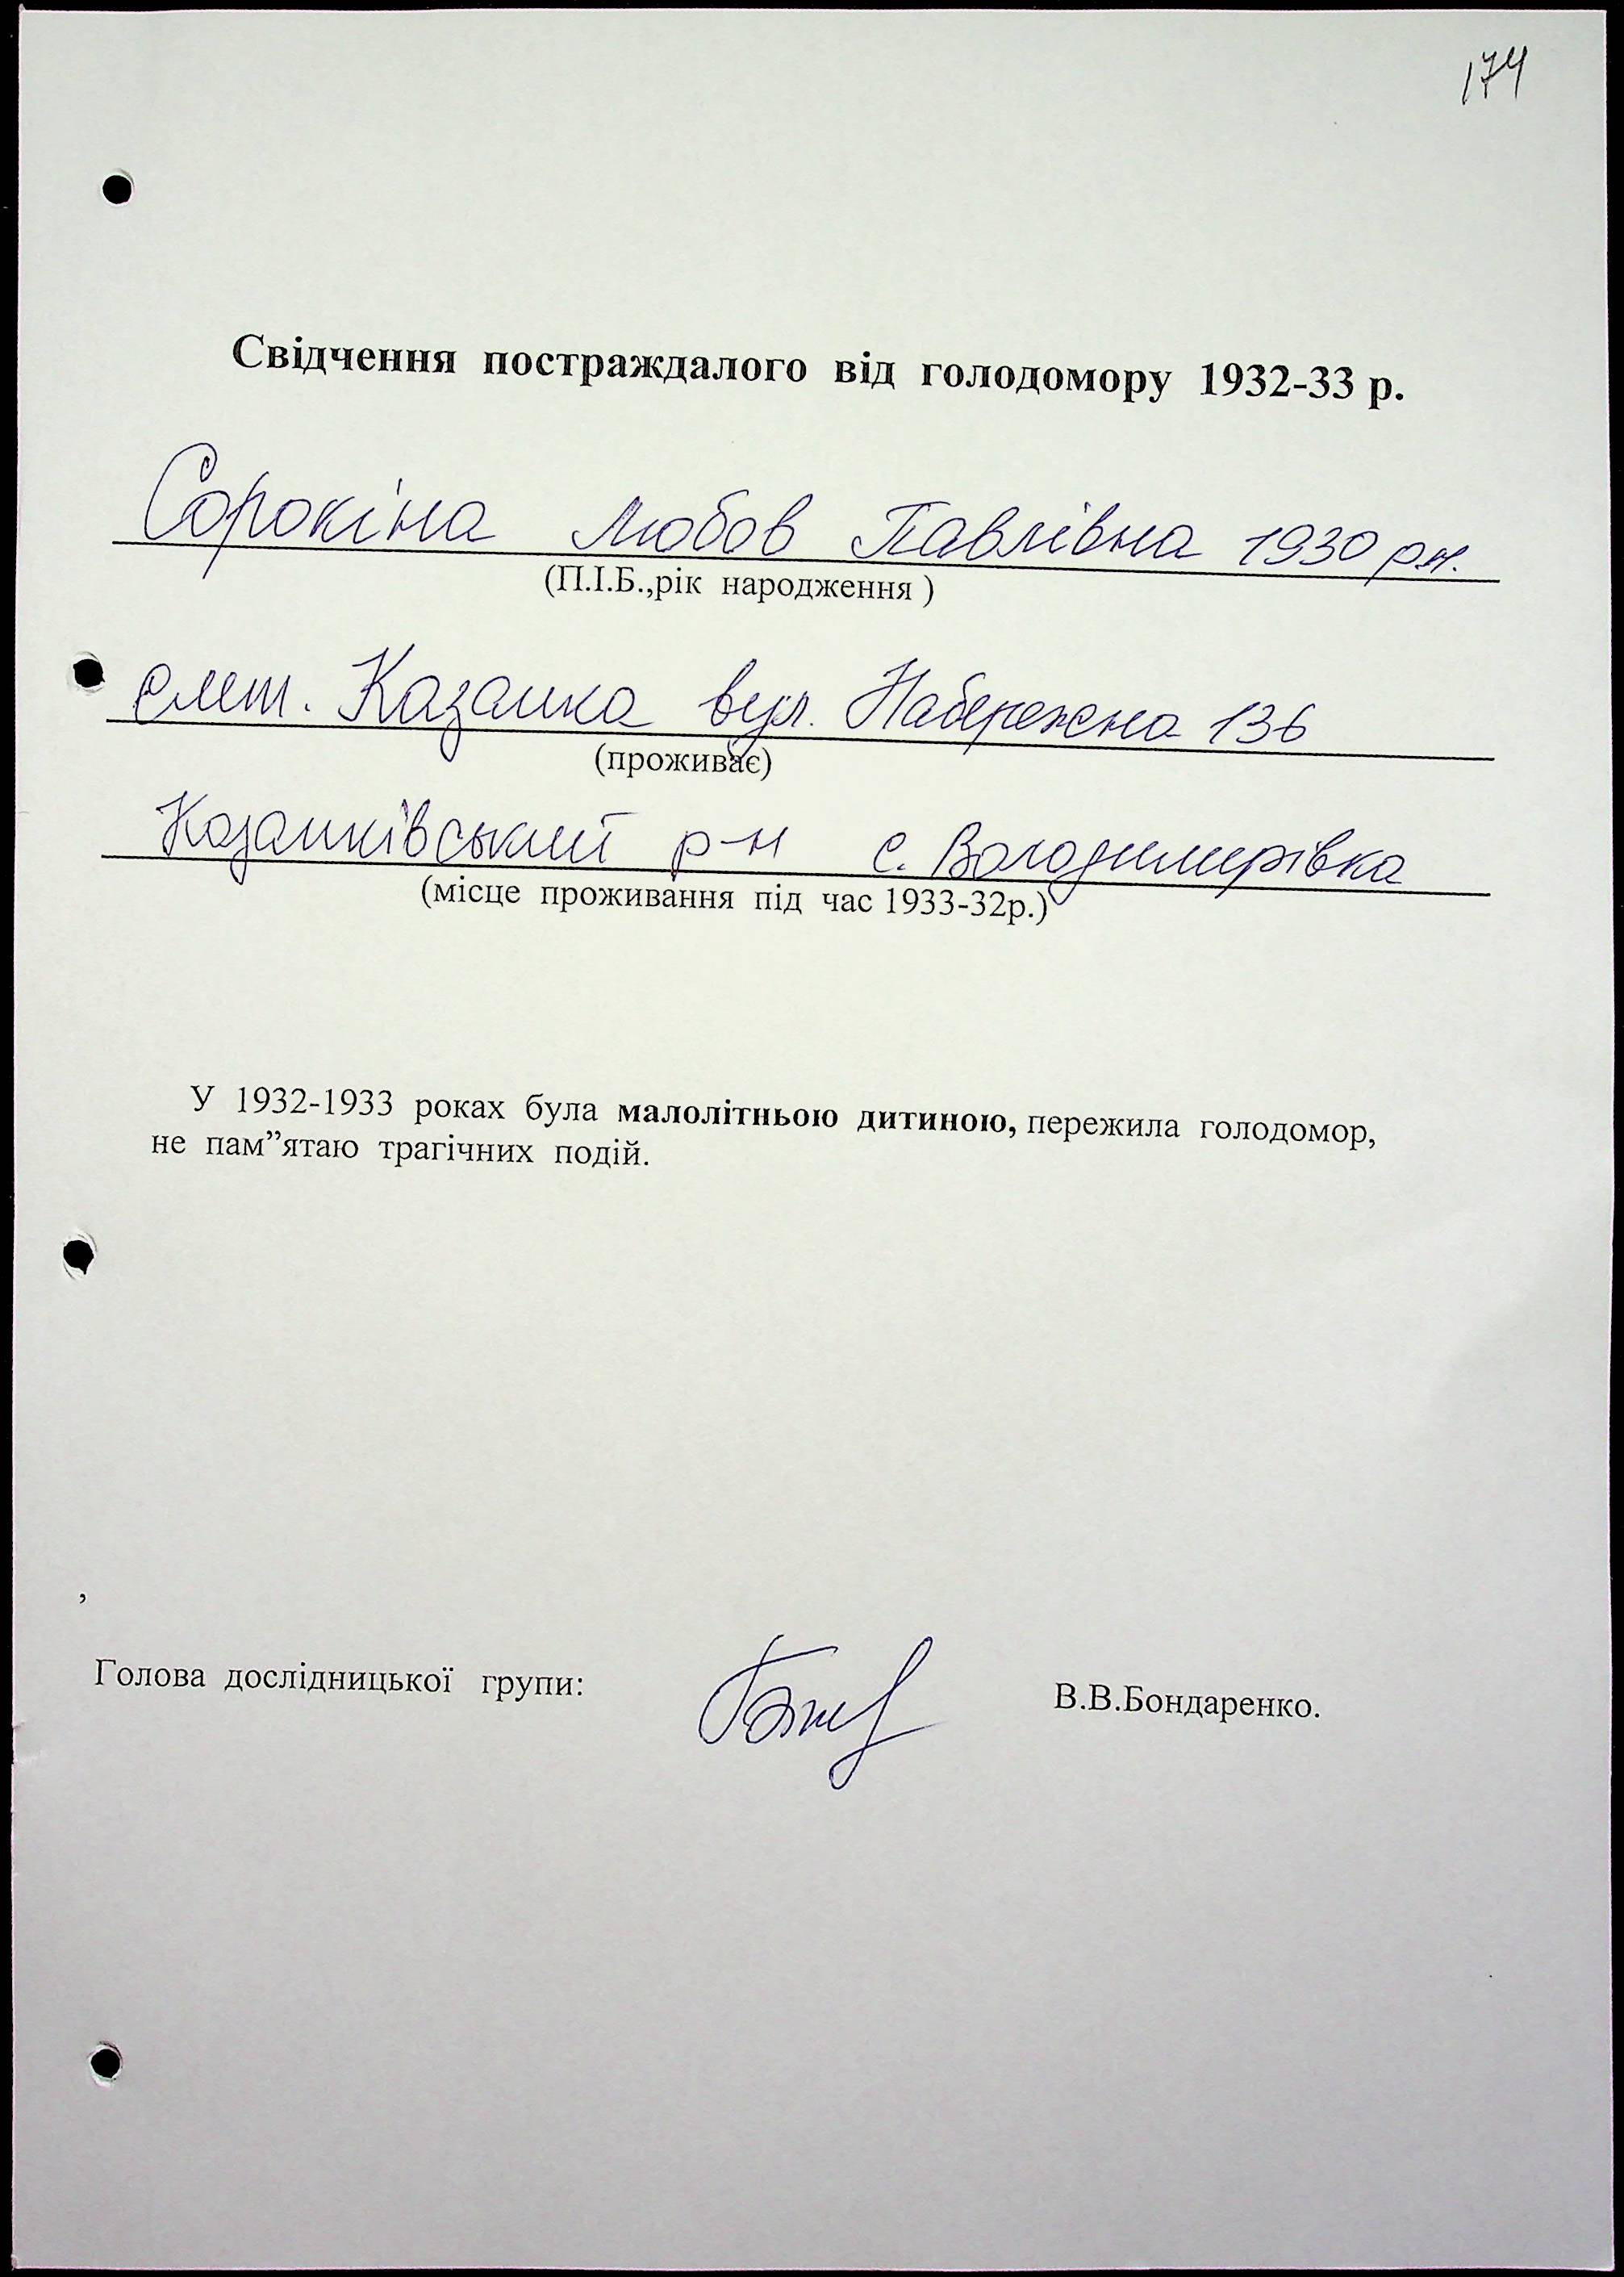 174
Свідчення постраждалого від голодомору 1932-33 р.
Сорокіна Любов Павлівна 1930 р.н.
(П.І.Б.,рік народження )
смт. Казанка вул. Набережна 136
(проживає)
Казанківський р-н с. Володимирівка
(місце проживання під час 1933-32р.)
У 1932-1933 роках була малолітньою дитиною, пережила голодомор,
не пам”ятаю трагічних подій.
,
Голова дослідницької групи: В.В.Бондаренко.